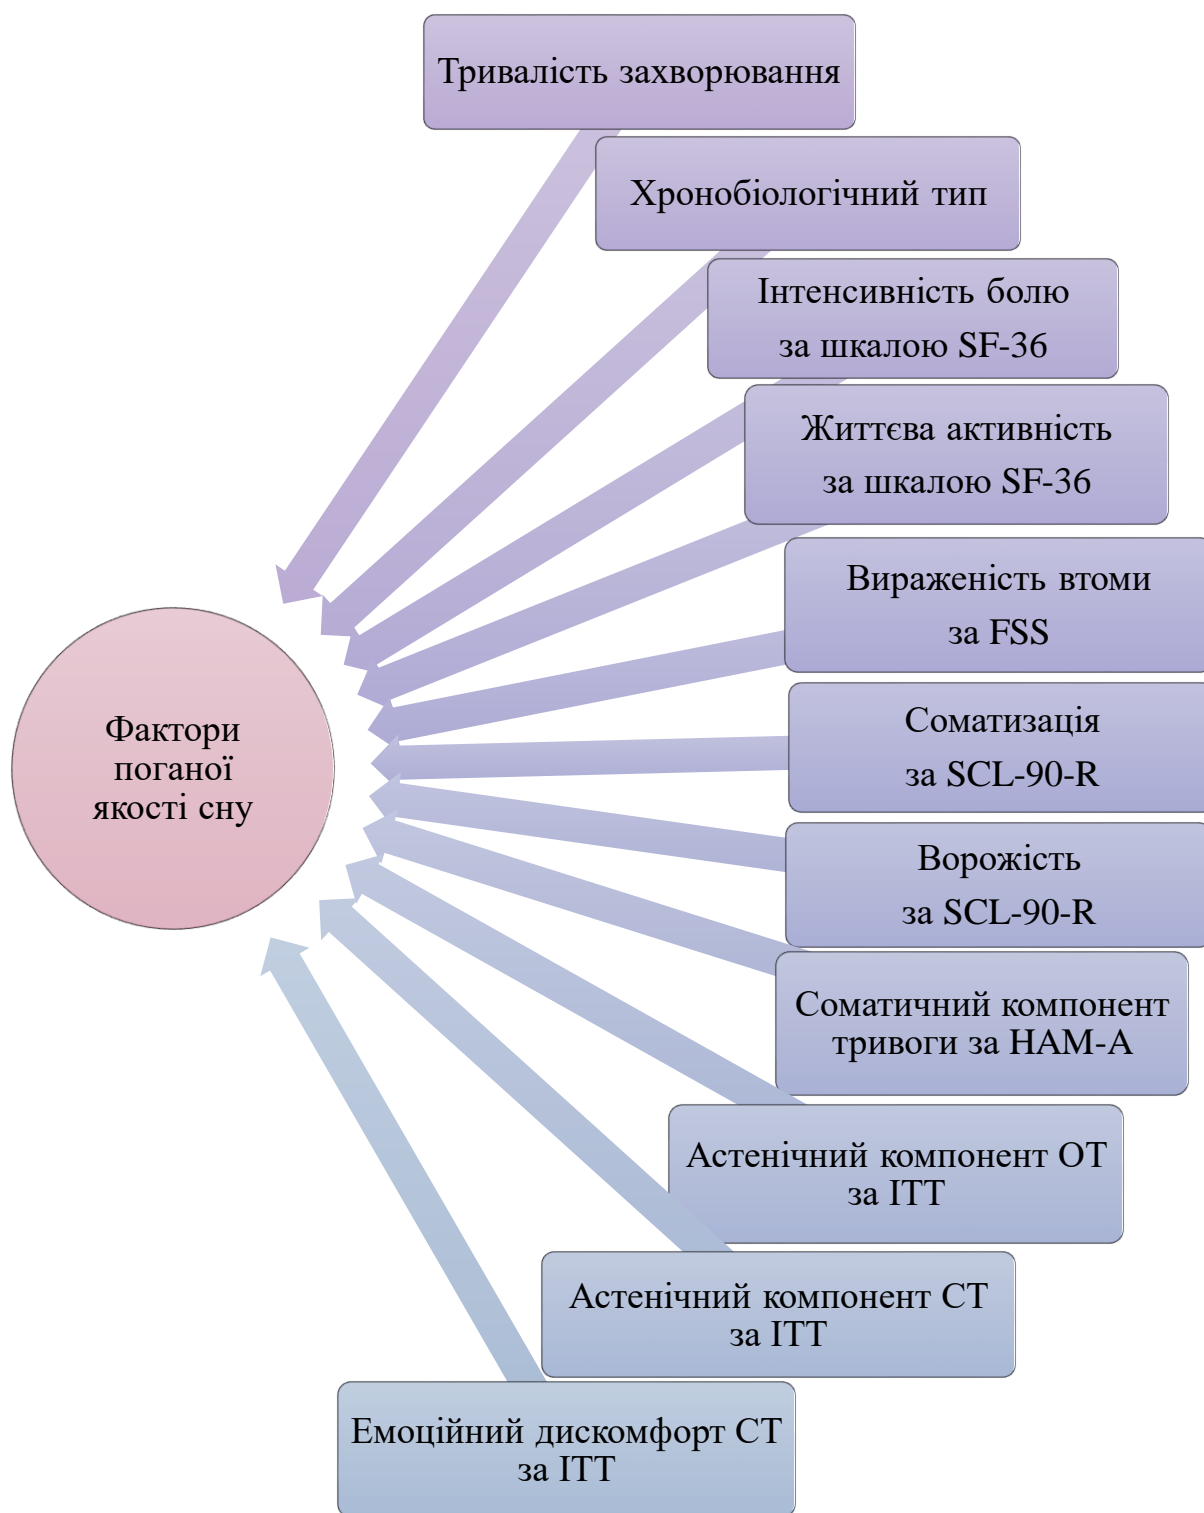 Тривалість захворювання
Хронобіологічний тип
Інтенсивність болю
за шкалою SF-36
Життєва активність
за шкалою SF-36
Вираженість втоми
за FSS
Соматизація
за SCL-90-R
Ворожість
за SCL-90-R
Соматичний компонент
тривоги за HAM-A
Астенічний компонент ОТ
за ІТТ
Астенічний компонент СТ
за ІТТ
Емоційний дискомфорт СТ
за ІТТ
Фактори
поганої
якості сну